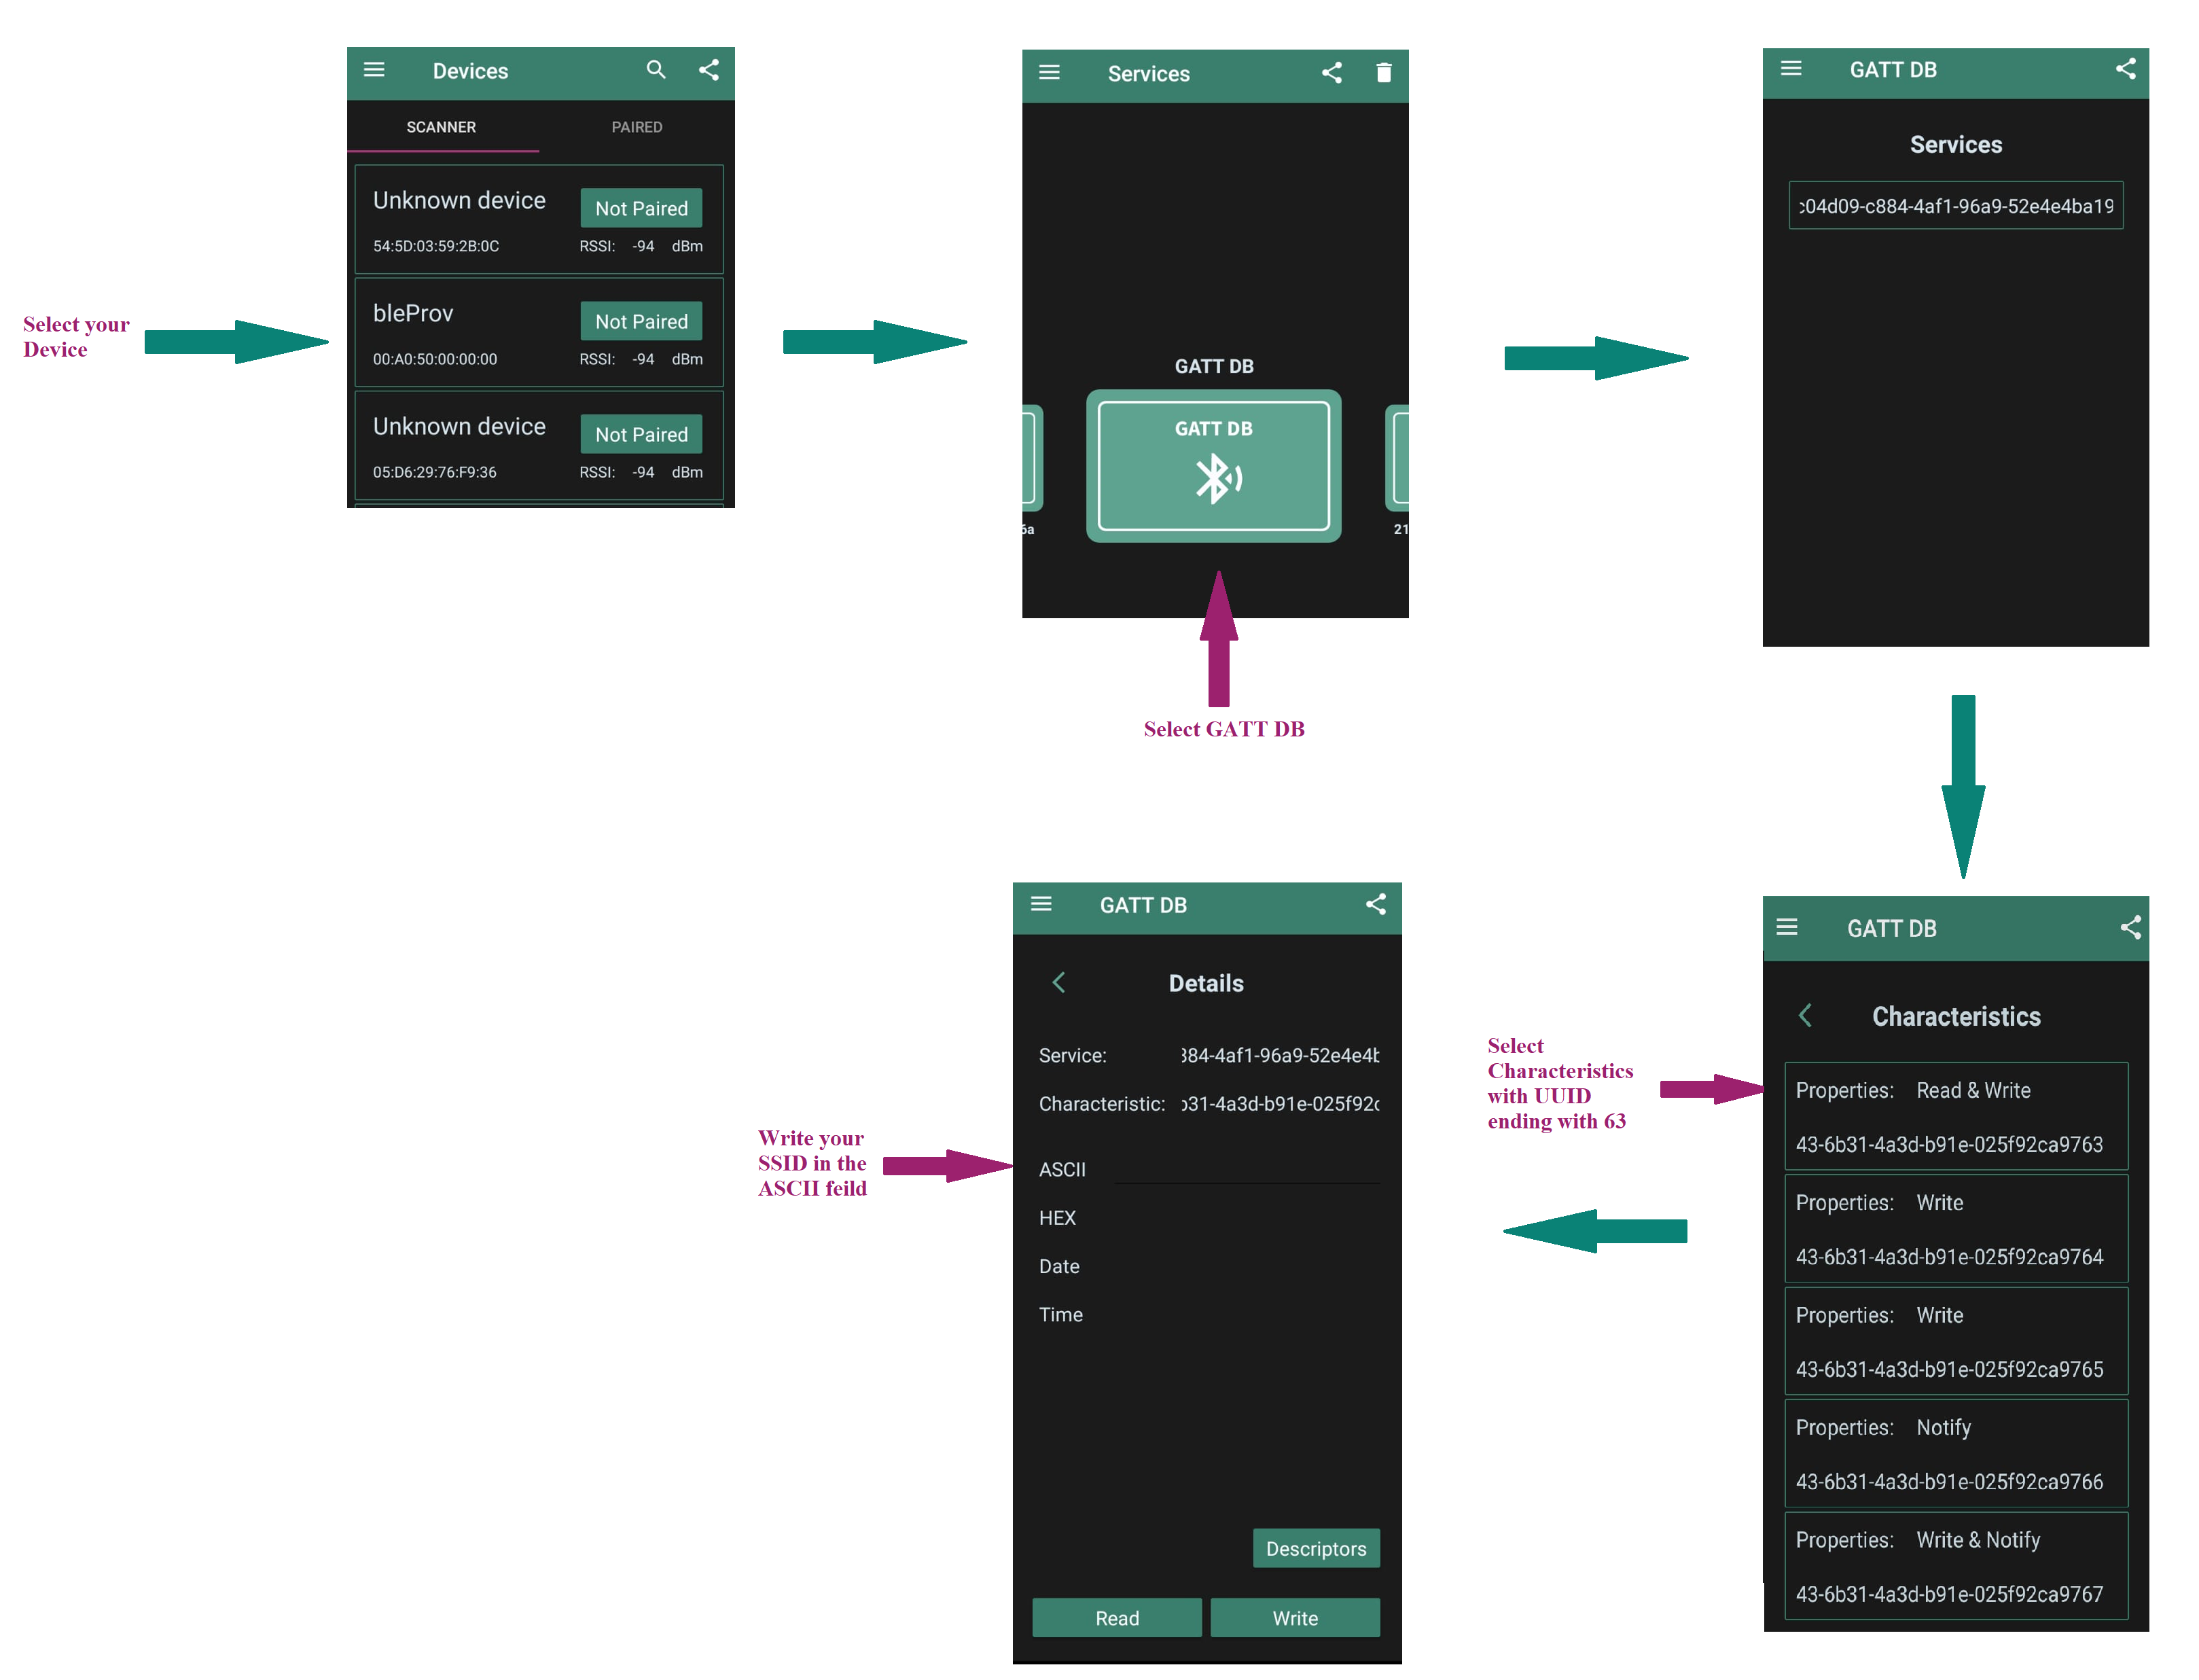 Select your
Device
Devices
SCANNER PAIRED
Unknown device Not Paired
54:5D:03:59:2B:0C RSSI: -94 dBm
bleProv Not Paired
00:A0:50:00:00:00 RSSI: -94 dBm
Unknown device Not Paired
05:D6:29:76:F9:36 RSSI: -94 dBm
Services
GATT DB
GATT DB
6a
21
Select GATT DB
GATT DB
Services
c04d09-c884-4af1-96a9-52e4e4ba19
GATT DB
Characteristics
Properties: Read & Write
43-6b31-4a3d-b91e-025f92ca9763
Properties: Write
43-6b31-4a3d-b91e-025f92ca9764
Properties: Write
43-6b31-4a3d-b91e-025f92ca9765
Properties: Notify
43-6b31-4a3d-b91e-025f92ca9766
Properties: Write & Notify
43-6b31-4a3d-b91e-025f92ca9767
Select
Characteristics
with UUID
ending with 63
GATT DB
Details
Service: 884-4af1-96a9-52e4e4b
Characteristic: b31-4a3d-b91e-025f92c
ASCII
HEX
Date
Time
Descriptors
Read Write
Write your
SSID in the
ASCII feild